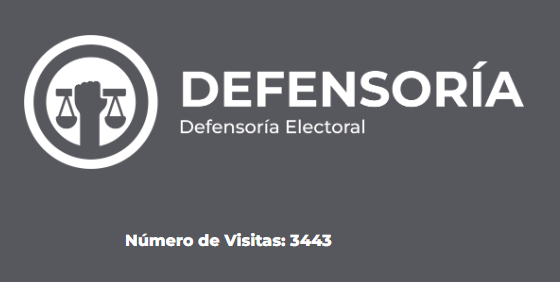 DEFENSORÍA
Defensoría Electoral
Número de Visitas: 3443